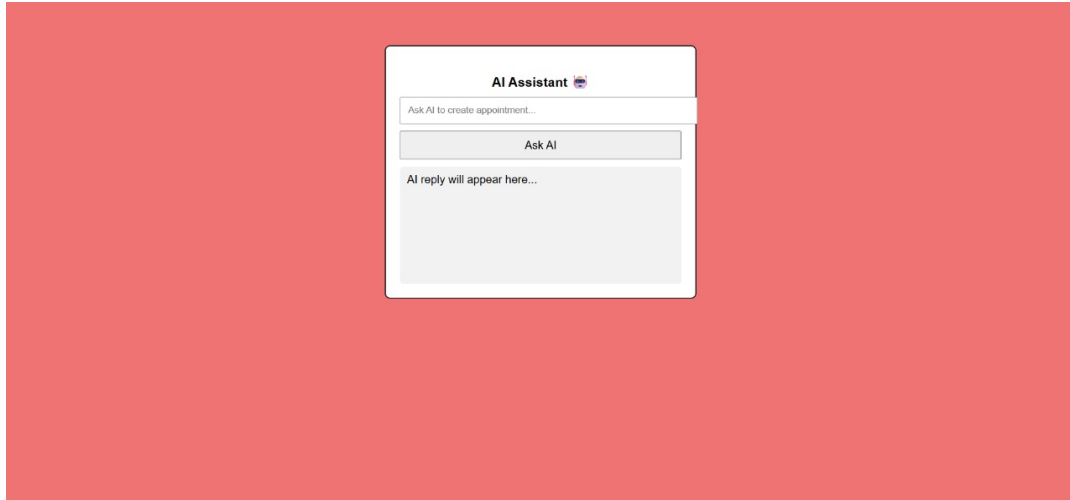 AI Assistant 🤖
Ask AI to create appointment...
Ask AI
AI reply will appear here...